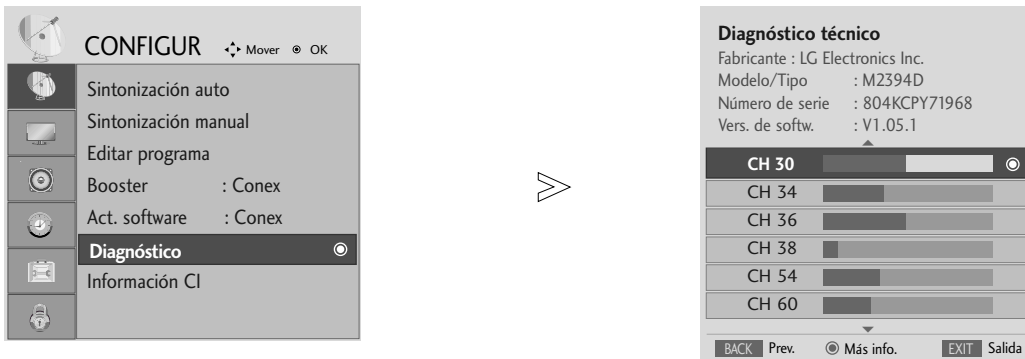 CONFIGUR Mover OK
Sintonización auto
Sintonización manual
Editar programa
Booster : Conex
Act. software : Conex
Diagnóstico
Información CI
Diagnóstico técnico
Fabricante : LG Electronics Inc.
Modelo/Tipo : M2394D
Número de serie : 804KCPY71968
Vers. de softw. : V1.05.1
CH 30
CH 34
CH 36
CH 38
CH 54
CH 60
BACK Prev. Más info. EXIT Salida